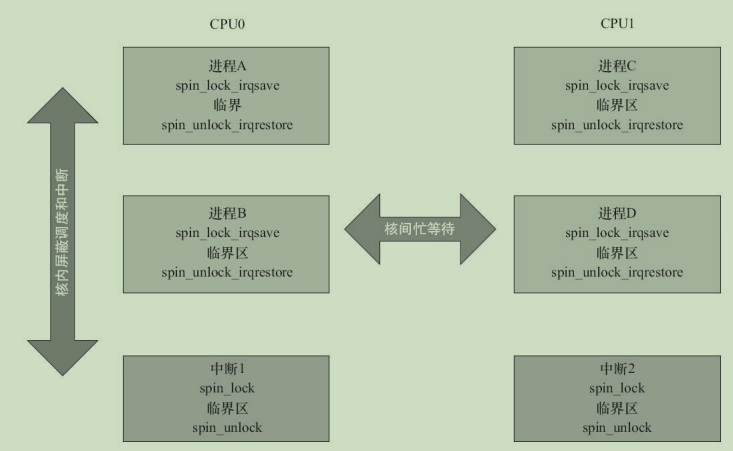 CPU0
CPU1
进程A
spin_lock_irqsave
临界
spin_unlock_irqrestore
进程C
spin_lock_irqsave
临界区
spin_unlock_irqrestore
核内屏蔽调度和中断
进程B
spin_lock_irqsave
临界区
spin_unlock_irqrestore
核间忙等待
进程D
spin_lock_irqsave
临界区
spin_unlock_irqrestore
中断1
spin_lock
临界区
spin_unlock
中断2
spin_lock
临界区
spin_unlock